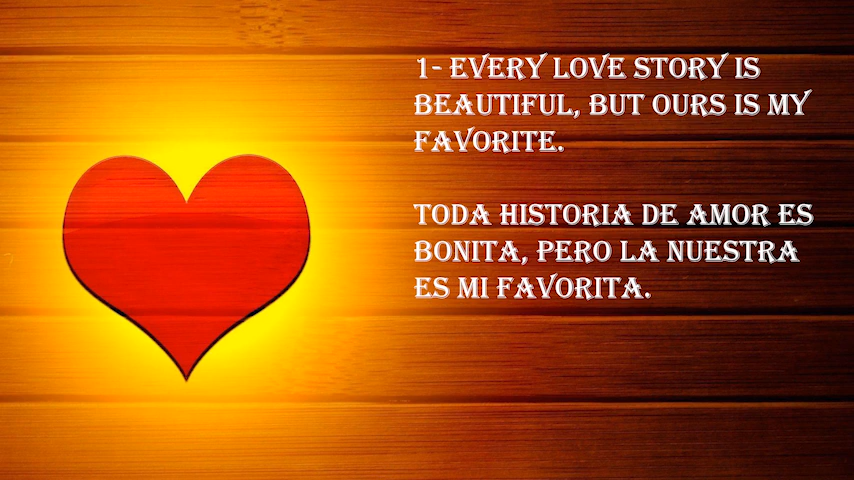 1- EVERY LOVE STORY IS
BEAUTIFUL, BUT OURS IS MY
FAVORITE.
TODA HISTORIA DE AMOR ES
BONITA, PERO LA NUESTRA
ES MI FAVORITA.